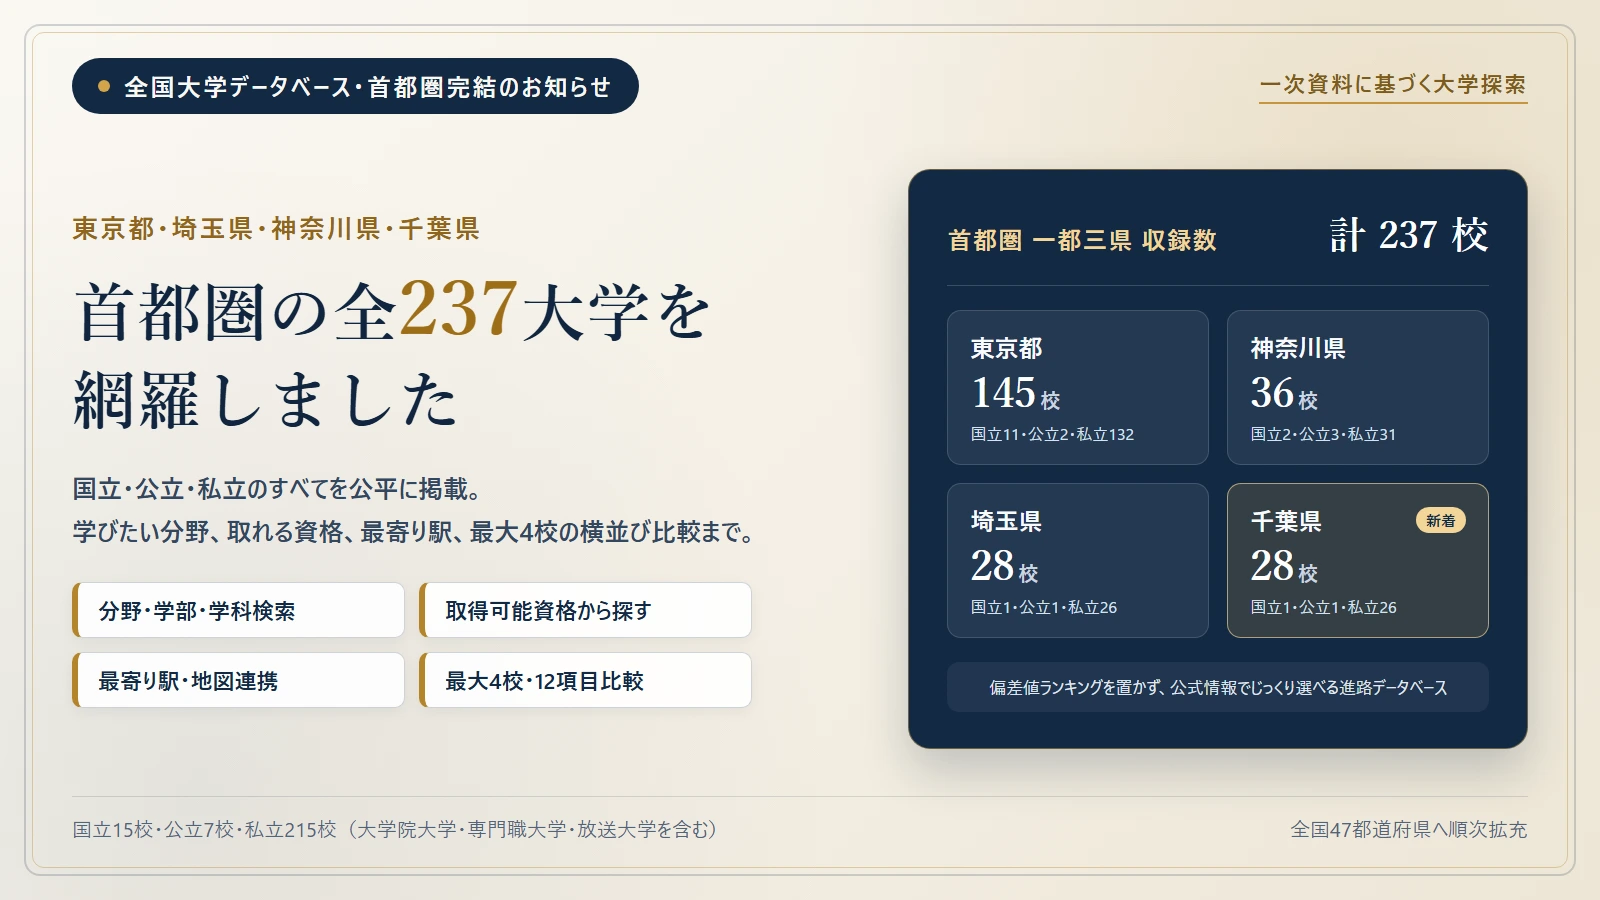 全国大学データベース・首都圏完結のお知らせ
一次資料に基づく大学探索
東京都・埼玉県・神奈川県・千葉県
首都圏の全237大学を
網羅しました
国立・公立・私立のすべてを公平に掲載。
学びたい分野、取れる資格、最寄り駅、最大4校の横並び比較まで。
分野・学部・学科検索
取得可能資格から探す
最寄り駅・地図連携
最大4校・12項目比較
首都圏 一都三県 収録数
計 237 校
東京都
145校
国立11・公立2・私立132
神奈川県
36校
国立2・公立3・私立31
埼玉県
28校
国立1・公立1・私立26
千葉県
新着
28校
国立1・公立1・私立26
偏差値ランキングを置かず、公式情報でじっくり選べる進路データベース
国立15校・公立7校・私立215校（大学院大学・専門職大学・放送大学を含む）
全国47都道府県へ順次拡充